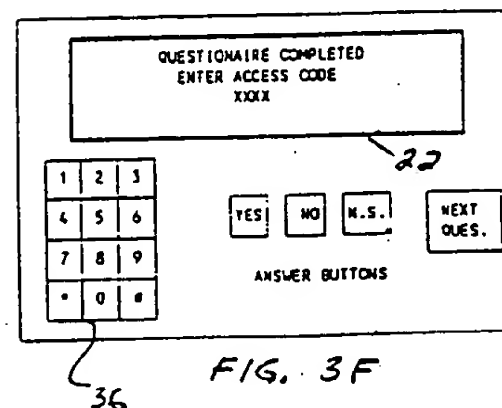 QUESTIONAIRE COMPLETED
ENTER ACCESS CODE
XXXX
22
1 2 3
4 5 6
7 8 9
* 0 #
YES NO N.S. NEXT QUES.
ANSWER BUTTONS
36
FIG. 3F